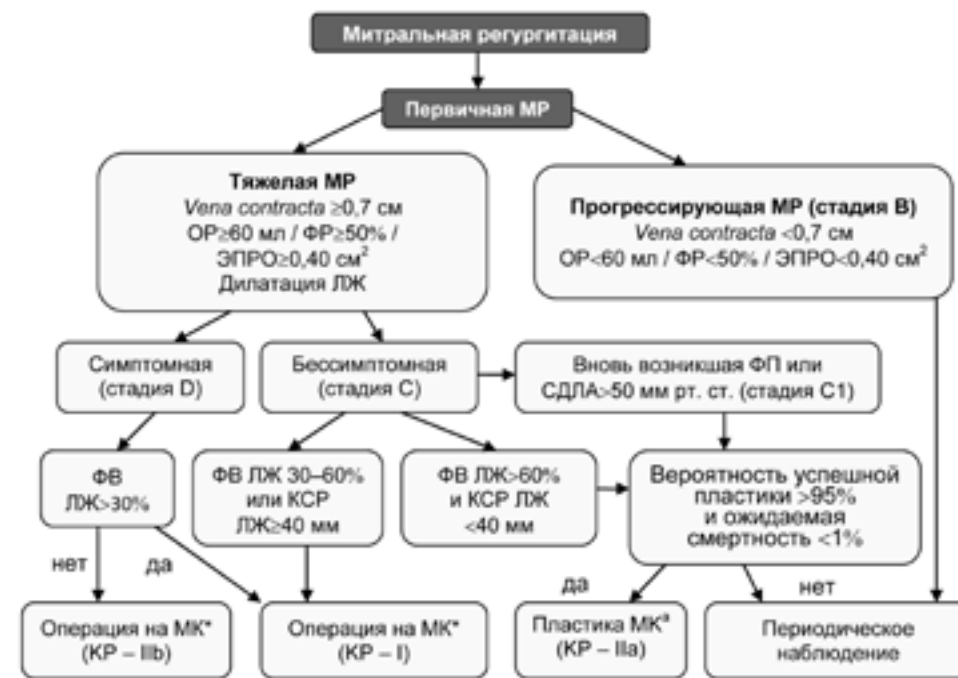 Митральная регургитация
Первичная МР
Тяжелая МР
Vena contracta ≥0,7 см
ОР≥60 мл / ФР≥50% /
ЭПРО≥0,40 см²
Дилатация ЛЖ
Прогрессирующая МР (стадия В)
Vena contracta <0,7 см
ОР<60 мл / ФР<50% / ЭПРО<0,40 см²
Симптомная
(стадия D)
Бессимптомная
(стадия С)
Вновь возникшая ФП или
СДЛА>50 мм рт. ст. (стадия С1)
ФВ
ЛЖ>30%
ФВ ЛЖ 30–60%
или КСР
ЛЖ≥40 мм
ФВ ЛЖ>60%
и КСР ЛЖ
<40 мм
Вероятность успешной
пластики >95%
и ожидаемая
смертность <1%
нет
да
да
нет
Операция на МК*
(КР – IIb)
Операция на МК*
(КР – I)
Пластика МКª
(КР – IIa)
Периодическое
наблюдение